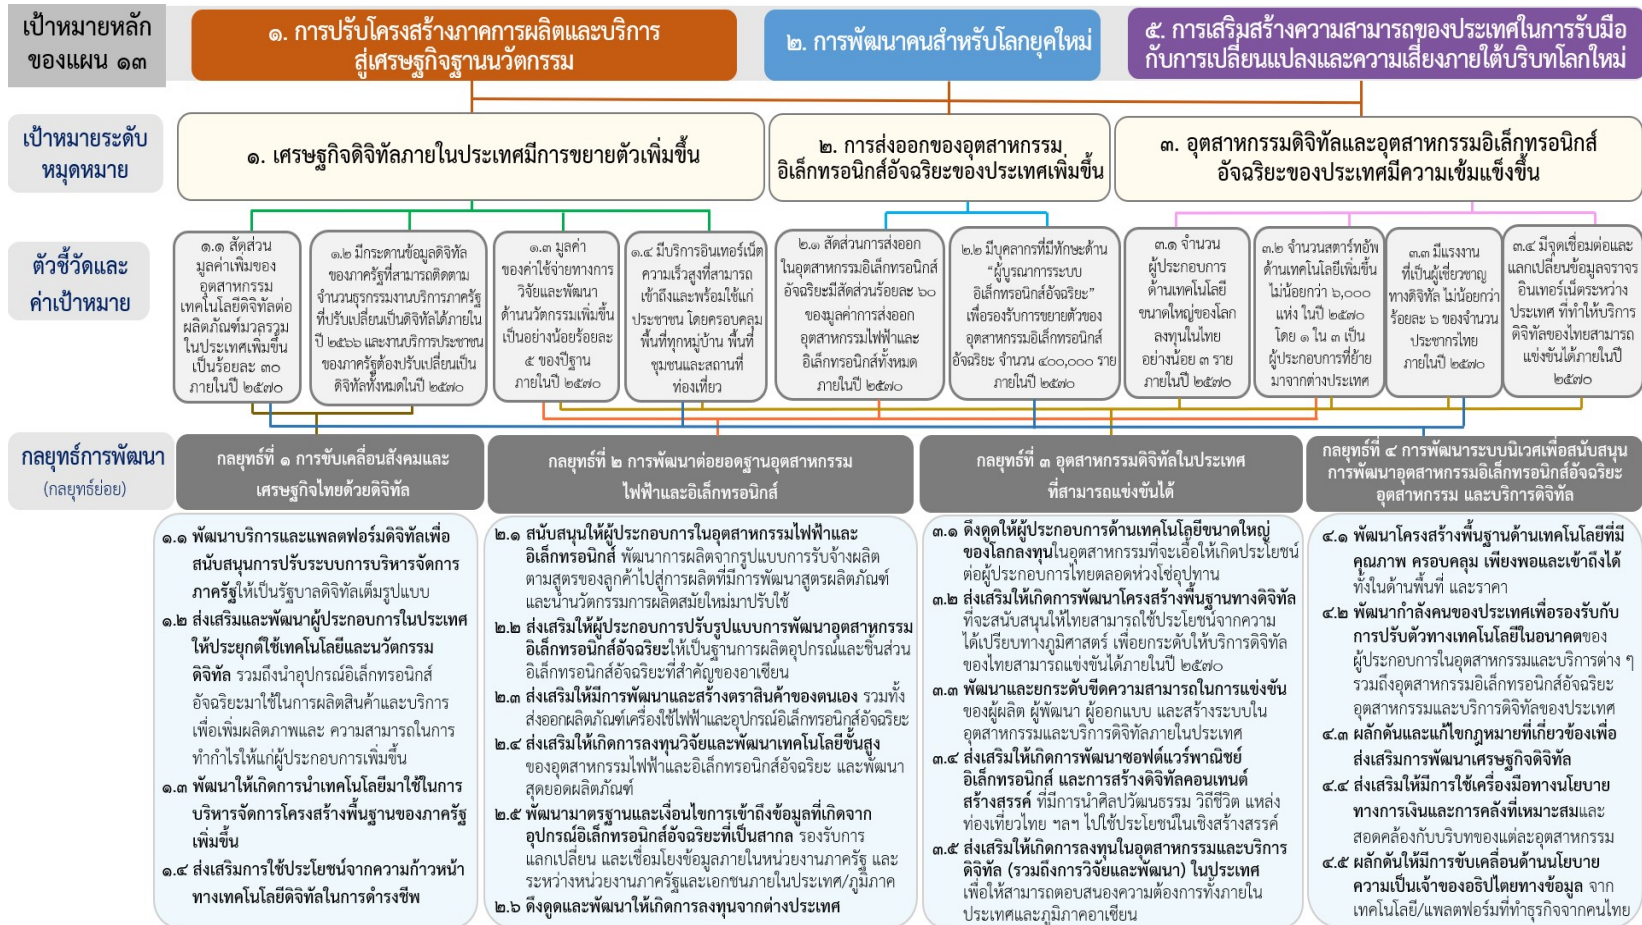 เป้าหมายหลัก
ของแผน ๑๓
๑. การปรับโครงสร้างภาคการผลิตและบริการ
สู่เศรษฐกิจฐานนวัตกรรม
๒. การพัฒนาคนสำหรับโลกยุคใหม่
๕. การเสริมสร้างความสามารถของประเทศในการรับมือ
กับการเปลี่ยนแปลงและความเสี่ยงภายใต้บริบทโลกใหม่
เป้าหมายระดับ
หมุดหมาย
๑. เศรษฐกิจดิจิทัลภายในประเทศมีการขยายตัวเพิ่มขึ้น
๒. การส่งออกของอุตสาหกรรม
อิเล็กทรอนิกส์อัจฉริยะของประเทศเพิ่มขึ้น
๓. อุตสาหกรรมดิจิทัลและอุตสาหกรรมอิเล็กทรอนิกส์
อัจฉริยะของประเทศมีความเข้มแข็งขึ้น
ตัวชี้วัดและ
ค่าเป้าหมาย
๑.๑ สัดส่วน
มูลค่าเพิ่มของ
อุตสาหกรรม
เทคโนโลยีดิจิทัลต่อ
ผลิตภัณฑ์มวลรวม
ในประเทศเพิ่มขึ้น
เป็นร้อยละ ๓๐
ภายในปี ๒๕๗๐
๑.๒ มีกระดานข้อมูลดิจิทัล
ของภาครัฐที่สามารถติดตาม
จำนวนธุรกรรมงานบริการภาครัฐ
ที่ปรับเปลี่ยนเป็นดิจิทัลได้ภายใน
ปี ๒๕๖๖ และงานบริการประชาชน
ของภาครัฐต้องปรับเปลี่ยนเป็น
ดิจิทัลทั้งหมดในปี ๒๕๗๐
๑.๓ มูลค่า
ของค่าใช้จ่ายทางการ
วิจัยและพัฒนา
ด้านนวัตกรรมเพิ่มขึ้น
เป็นอย่างน้อยร้อยละ
๕ ของปีฐาน
ภายในปี ๒๕๗๐
๑.๔ มีบริการอินเทอร์เน็ต
ความเร็วสูงที่สามารถ
เข้าถึงและพร้อมใช้แก่
ประชาชน โดยครอบคลุม
พื้นที่ทุกหมู่บ้าน พื้นที่
ชุมชนและสถานที่
ท่องเที่ยว
๒.๑ สัดส่วนการส่งออก
ในอุตสาหกรรมอิเล็กทรอนิกส์
อัจฉริยะมีสัดส่วนร้อยละ ๖๐
ของมูลค่าการส่งออก
อุตสาหกรรมไฟฟ้าและ
อิเล็กทรอนิกส์ทั้งหมด
ภายในปี ๒๕๗๐
๒.๒ มีบุคลากรที่มีทักษะด้าน
“ผู้บูรณาการระบบ
อิเล็กทรอนิกส์อัจฉริยะ”
เพื่อรองรับการขยายตัวของ
อุตสาหกรรมอิเล็กทรอนิกส์
อัจฉริยะ จำนวน ๔๐๐,๐๐๐ ราย
ภายในปี ๒๕๗๐
๓.๑ จำนวน
ผู้ประกอบการ
ด้านเทคโนโลยี
ขนาดใหญ่ของโลก
ลงทุนในไทย
อย่างน้อย ๓ ราย
ภายในปี ๒๕๗๐
๓.๒ จำนวนสตาร์ทอัพ
ด้านเทคโนโลยีเพิ่มขึ้น
ไม่น้อยกว่า ๖,๐๐๐
แห่ง ในปี ๒๕๗๐
โดย ๑ ใน ๓ เป็น
ผู้ประกอบการที่ย้าย
มาจากต่างประเทศ
๓.๓ มีแรงงาน
ที่เป็นผู้เชี่ยวชาญ
ทางดิจิทัล ไม่น้อยกว่า
ร้อยละ ๖ ของจำนวน
ประชากรไทย
ภายในปี ๒๕๗๐
๓.๔ มีจุดเชื่อมต่อและ
แลกเปลี่ยนข้อมูลจราจร
อินเทอร์เน็ตระหว่าง
ประเทศ ที่ทำให้บริการ
ดิจิทัลของไทยสามารถ
แข่งขันได้ภายในปี
๒๕๗๐
กลยุทธ์การพัฒนา
(กลยุทธ์ย่อย)
กลยุทธ์ที่ ๑ การขับเคลื่อนสังคมและ
เศรษฐกิจไทยด้วยดิจิทัล
กลยุทธ์ที่ ๒ การพัฒนาต่อยอดฐานอุตสาหกรรม
ไฟฟ้าและอิเล็กทรอนิกส์
กลยุทธ์ที่ ๓ อุตสาหกรรมดิจิทัลในประเทศ
ที่สามารถแข่งขันได้
กลยุทธ์ที่ ๔ การพัฒนาระบบนิเวศเพื่อสนับสนุน
การพัฒนาอุตสาหกรรมอิเล็กทรอนิกส์อัจฉริยะ
อุตสาหกรรม และบริการดิจิทัล
๑.๑ พัฒนาบริการและแพลตฟอร์มดิจิทัลเพื่อ
สนับสนุนการปรับระบบการบริหารจัดการ
ภาครัฐให้เป็นรัฐบาลดิจิทัลเต็มรูปแบบ
๑.๒ ส่งเสริมและพัฒนาผู้ประกอบการในประเทศ
ให้ประยุกต์ใช้เทคโนโลยีและนวัตกรรม
ดิจิทัล รวมถึงนำอุปกรณ์อิเล็กทรอนิกส์
อัจฉริยะมาใช้ในการผลิตสินค้าและบริการ
เพื่อเพิ่มผลิตภาพและ ความสามารถในการ
ทำกำไรให้แก่ผู้ประกอบการเพิ่มขึ้น
๑.๓ พัฒนาให้เกิดการนำเทคโนโลยีมาใช้ในการ
บริหารจัดการโครงสร้างพื้นฐานของภาครัฐ
เพิ่มขึ้น
๑.๔ ส่งเสริมการใช้ประโยชน์จากความก้าวหน้า
ทางเทคโนโลยีดิจิทัลในการดำรงชีพ
๒.๑ สนับสนุนให้ผู้ประกอบการในอุตสาหกรรมไฟฟ้าและ
อิเล็กทรอนิกส์ พัฒนาการผลิตจากรูปแบบการรับจ้างผลิต
ตามสูตรของลูกค้าไปสู่การผลิตที่มีการพัฒนาสูตรผลิตภัณฑ์
และนำนวัตกรรมการผลิตสมัยใหม่มาปรับใช้
๒.๒ ส่งเสริมให้ผู้ประกอบการปรับรูปแบบการพัฒนาอุตสาหกรรม
อิเล็กทรอนิกส์อัจฉริยะให้เป็นฐานการผลิตอุปกรณ์และชิ้นส่วน
อิเล็กทรอนิกส์อัจฉริยะที่สำคัญของอาเซียน
๒.๓ ส่งเสริมให้มีการพัฒนาและสร้างตราสินค้าของตนเอง รวมทั้ง
ส่งออกผลิตภัณฑ์เครื่องใช้ไฟฟ้าและอุปกรณ์อิเล็กทรอนิกส์อัจฉริยะ
๒.๔ ส่งเสริมให้เกิดการลงทุนวิจัยและพัฒนาเทคโนโลยีขั้นสูง
ของอุตสาหกรรมไฟฟ้าและอิเล็กทรอนิกส์อัจฉริยะ และพัฒนา
สุดยอดผลิตภัณฑ์
๒.๕ พัฒนามาตรฐานและเงื่อนไขการเข้าถึงข้อมูลที่เกิดจาก
อุปกรณ์อิเล็กทรอนิกส์อัจฉริยะที่เป็นสากล รองรับการ
แลกเปลี่ยน และเชื่อมโยงข้อมูลภายในหน่วยงานภาครัฐ และ
ระหว่างหน่วยงานภาครัฐและเอกชนภายในประเทศ/ภูมิภาค
๒.๖ ดึงดูดและพัฒนาให้เกิดการลงทุนจากต่างประเทศ
๓.๑ ดึงดูดให้ผู้ประกอบการด้านเทคโนโลยีขนาดใหญ่
ของโลกลงทุนในอุตสาหกรรมที่จะเอื้อให้เกิดประโยชน์
ต่อผู้ประกอบการไทยตลอดห่วงโซ่อุปทาน
๓.๒ ส่งเสริมให้เกิดการพัฒนาโครงสร้างพื้นฐานทางดิจิทัล
ที่จะสนับสนุนให้ไทยสามารถใช้ประโยชน์จากความ
ได้เปรียบทางภูมิศาสตร์ เพื่อยกระดับให้บริการดิจิทัล
ของไทยสามารถแข่งขันได้ภายในปี ๒๕๗๐
๓.๓ พัฒนาและยกระดับขีดความสามารถในการแข่งขัน
ของผู้ผลิต ผู้พัฒนา ผู้ออกแบบ และสร้างระบบใน
อุตสาหกรรมและบริการดิจิทัลภายในประเทศ
๓.๔ ส่งเสริมให้เกิดการพัฒนาซอฟต์แวร์พาณิชย์
อิเล็กทรอนิกส์ และการสร้างดิจิทัลคอนเทนต์
สร้างสรรค์ ที่มีการนำศิลปวัฒนธรรม วิถีชีวิต แหล่ง
ท่องเที่ยวไทย ฯลฯ ไปใช้ประโยชน์ในเชิงสร้างสรรค์
๓.๕ ส่งเสริมให้เกิดการลงทุนในอุตสาหกรรมและบริการ
ดิจิทัล (รวมถึงการวิจัยและพัฒนา) ในประเทศ
เพื่อให้สามารถตอบสนองความต้องการทั้งภายใน
ประเทศและภูมิภาคอาเซียน
๔.๑ พัฒนาโครงสร้างพื้นฐานด้านเทคโนโลยีที่มี
คุณภาพ ครอบคลุม เพียงพอและเข้าถึงได้
ทั้งในด้านพื้นที่ และราคา
๔.๒ พัฒนากำลังคนของประเทศเพื่อรองรับกับ
การปรับตัวทางเทคโนโลยีในอนาคตของ
ผู้ประกอบการในอุตสาหกรรมและบริการต่าง ๆ
รวมถึงอุตสาหกรรมอิเล็กทรอนิกส์อัจฉริยะ
อุตสาหกรรมและบริการดิจิทัลของประเทศ
๔.๓ ผลักดันและแก้ไขกฎหมายที่เกี่ยวข้องเพื่อ
ส่งเสริมการพัฒนาเศรษฐกิจดิจิทัล
๔.๔ ส่งเสริมให้มีการใช้เครื่องมือทางนโยบาย
ทางการเงินและการคลังที่เหมาะสมและ
สอดคล้องกับบริบทของแต่ละอุตสาหกรรม
๔.๕ ผลักดันให้มีการขับเคลื่อนด้านนโยบาย
ความเป็นเจ้าของอธิปไตยทางข้อมูล จาก
เทคโนโลยี/แพลตฟอร์มที่ทำธุรกิจจากคนไทย